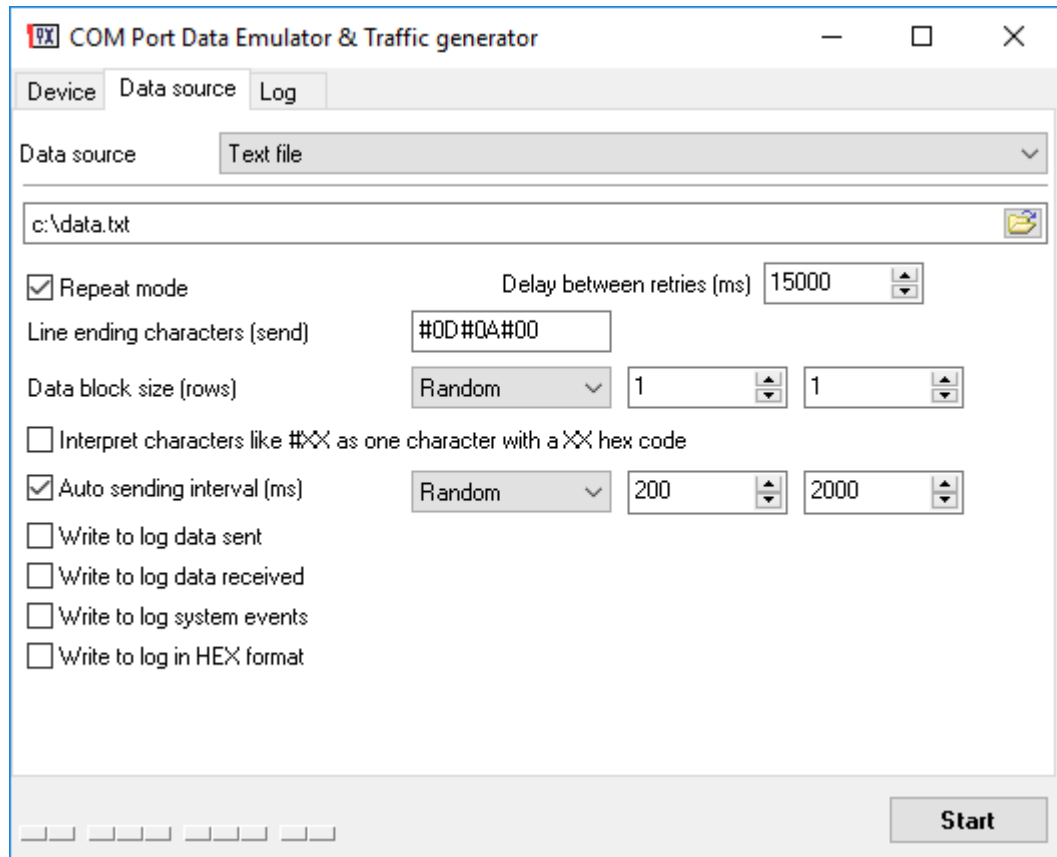 COM Port Data Emulator & Traffic generator
Device Data source Log
Data source Text file
c:\data.txt
Repeat mode Delay between retries (ms) 15000
Line ending characters (send) #0D#0A#00
Data block size (rows) Random 1 1
Interpret characters like #XX as one character with a XX hex code
Auto sending interval (ms) Random 200 2000
Write to log data sent
Write to log data received
Write to log system events
Write to log in HEX format
Start